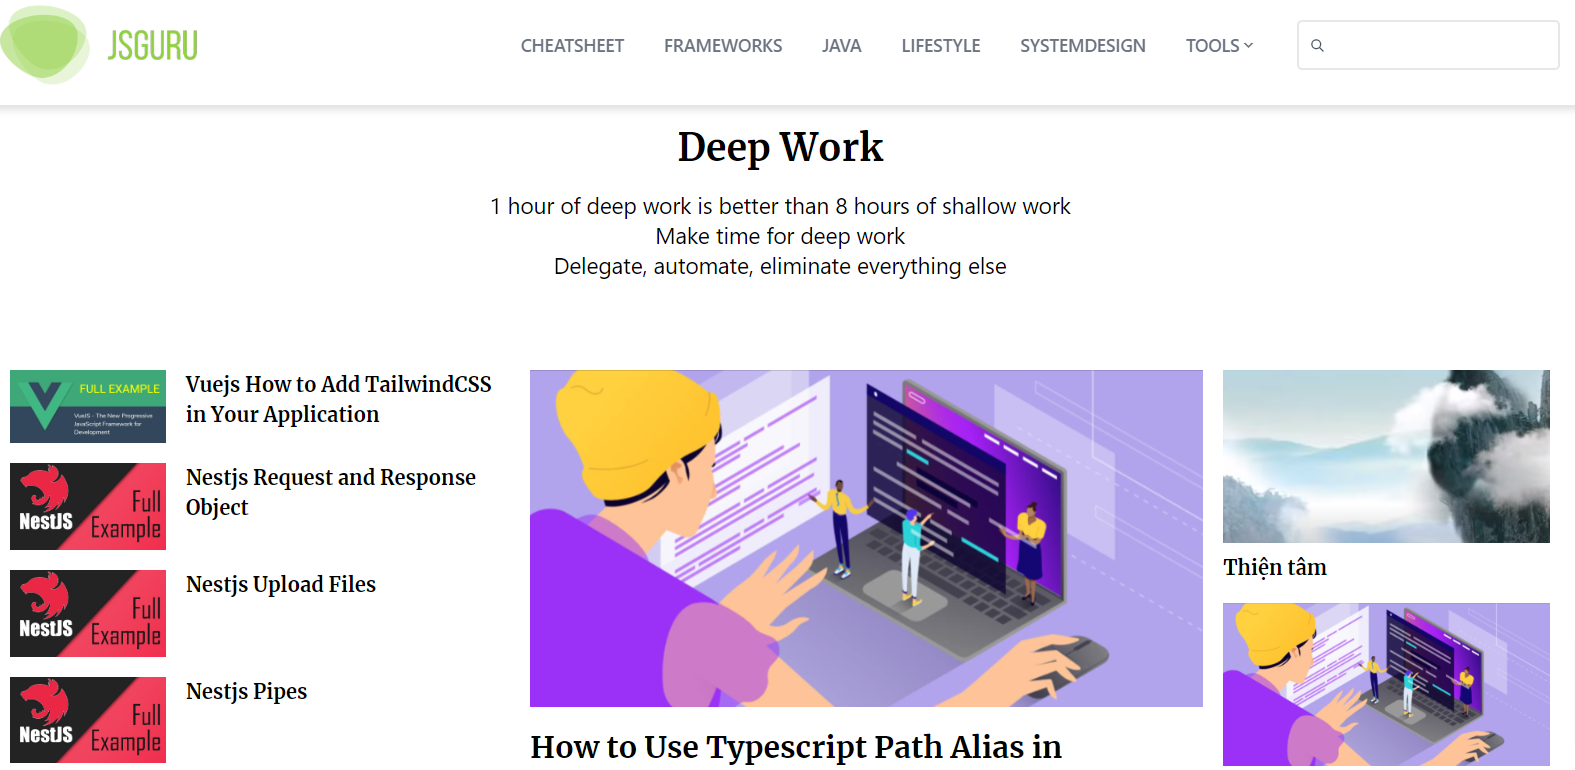 JSGURU
CHEATSHEET FRAMEWORKS JAVA LIFESTYLE SYSTEMDESIGN TOOLS
Deep Work
1 hour of deep work is better than 8 hours of shallow work
Make time for deep work
Delegate, automate, eliminate everything else
FULL EXAMPLE
VueJS - The New Progressive
JavaScript Framework for
Development
Vuejs How to Add TailwindCSS
in Your Application
NestJS
Full
Example
Nestjs Request and Response
Object
NestJS
Full
Example
Nestjs Upload Files
NestJS
Full
Example
Nestjs Pipes
How to Use Typescript Path Alias in
Thiện tâm